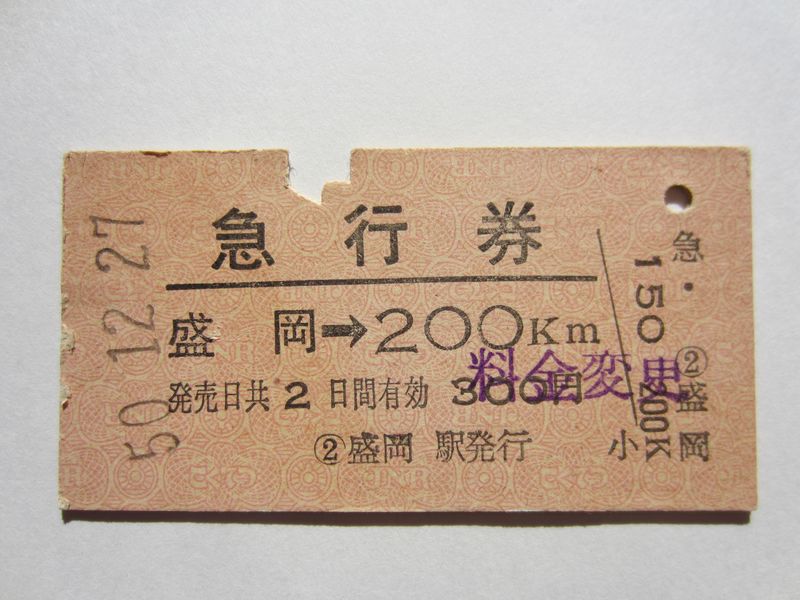 50.12.27
急行券
盛岡→200Km
発売日共2日間有効 300円
料金変更
②盛岡駅発行
急・
150
②盛岡
小
200K